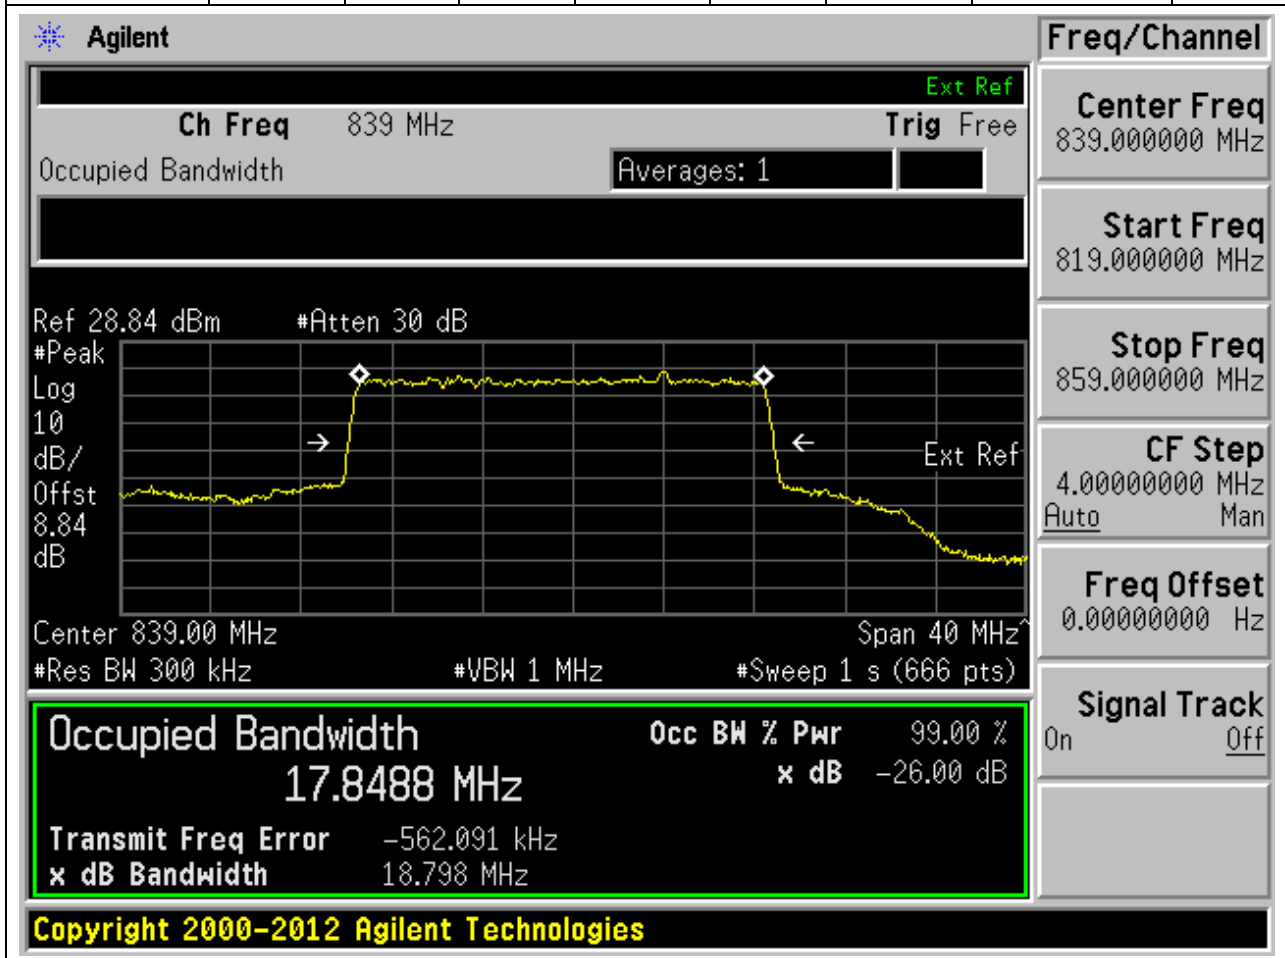 Agilent
Freq/Channel
Ext Ref
Ch Freq 839 MHz Trig Free
Occupied Bandwidth Averages: 1
Center Freq
839.000000 MHz
Start Freq
819.000000 MHz
Stop Freq
859.000000 MHz
CF Step
4.00000000 MHz
Auto Man
Freq Offset
0.00000000 Hz
Signal Track
On Off
Ref 28.84 dBm #Atten 30 dB
#Peak
Log
10
dB/
Offst
8.84
dB
Ext Ref
Center 839.00 MHz Span 40 MHz^
#Res BW 300 kHz #VBW 1 MHz #Sweep 1 s (666 pts)
Occupied Bandwidth
17.8488 MHz
Occ BW % Pwr 99.00 %
x dB -26.00 dB
Transmit Freq Error -562.091 kHz
x dB Bandwidth 18.798 MHz
Copyright 2000-2012 Agilent Technologies